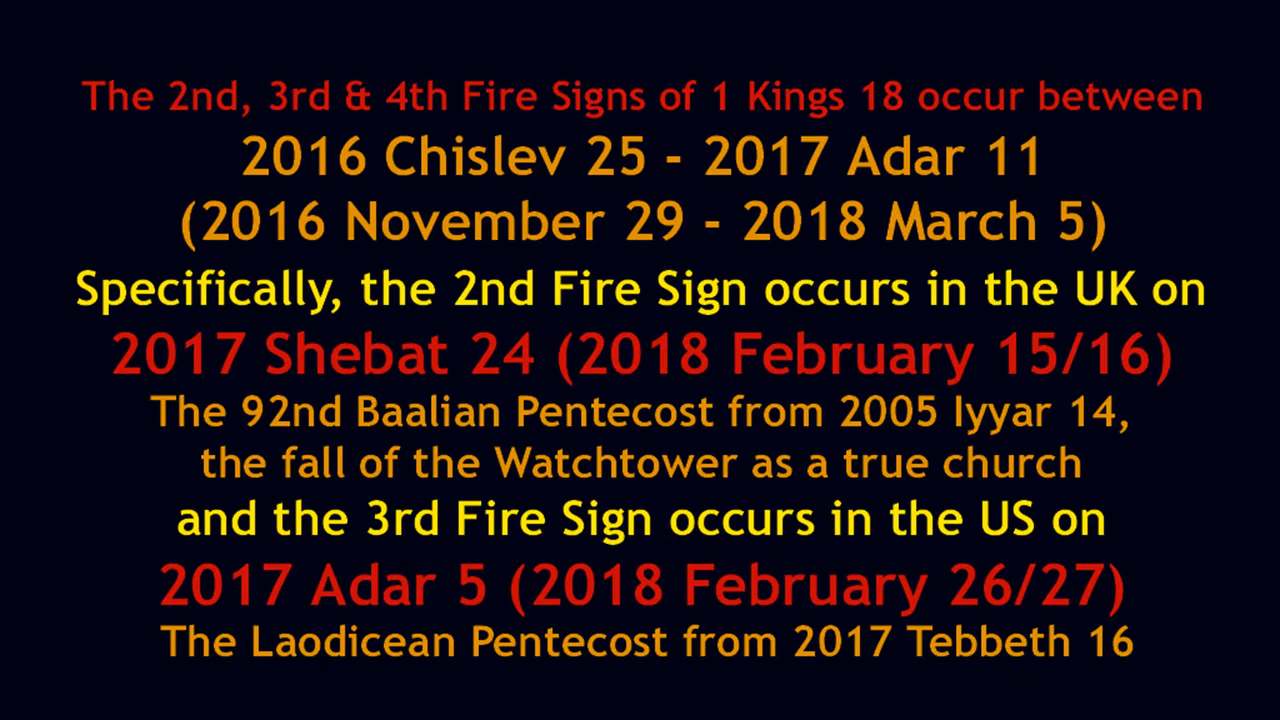 The 2nd, 3rd & 4th Fire Signs of 1 Kings 18 occur between
2016 Chislev 25 - 2017 Adar 11
(2016 November 29 - 2018 March 5)
Specifically, the 2nd Fire Sign occurs in the UK on
2017 Shebat 24 (2018 February 15/16)
The 92nd Baalian Pentecost from 2005 Iyyar 14,
the fall of the Watchtower as a true church
and the 3rd Fire Sign occurs in the US on
2017 Adar 5 (2018 February 26/27)
The Laodicean Pentecost from 2017 Tebbeth 16